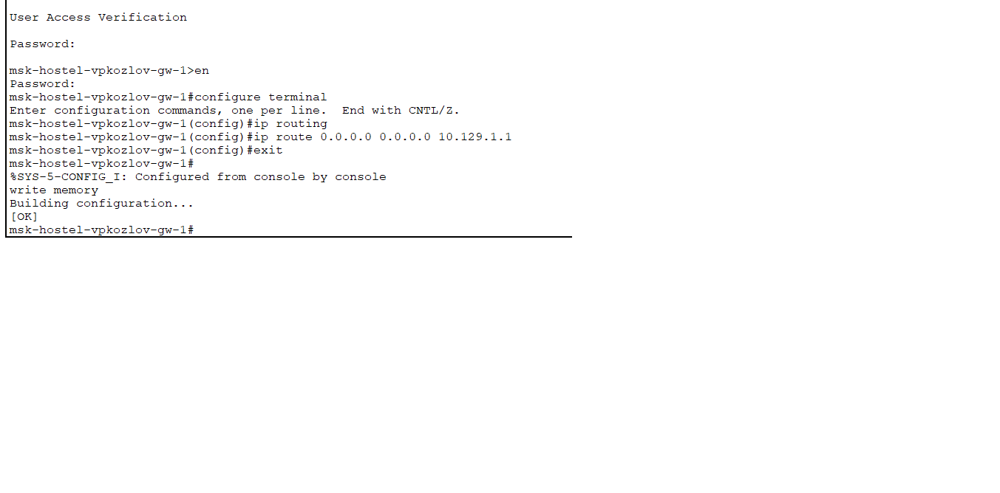 User Access Verification
Password:
msk-hostel-vpkozlov-gw-1>en
Password:
msk-hostel-vpkozlov-gw-1#configure terminal
Enter configuration commands, one per line.  End with CNTL/Z.
msk-hostel-vpkozlov-gw-1(config)#ip routing
msk-hostel-vpkozlov-gw-1(config)#ip route 0.0.0.0 0.0.0.0 10.129.1.1
msk-hostel-vpkozlov-gw-1(config)#exit
msk-hostel-vpkozlov-gw-1#
%SYS-5-CONFIG_I: Configured from console by console
write memory
Building configuration...
[OK]
msk-hostel-vpkozlov-gw-1#